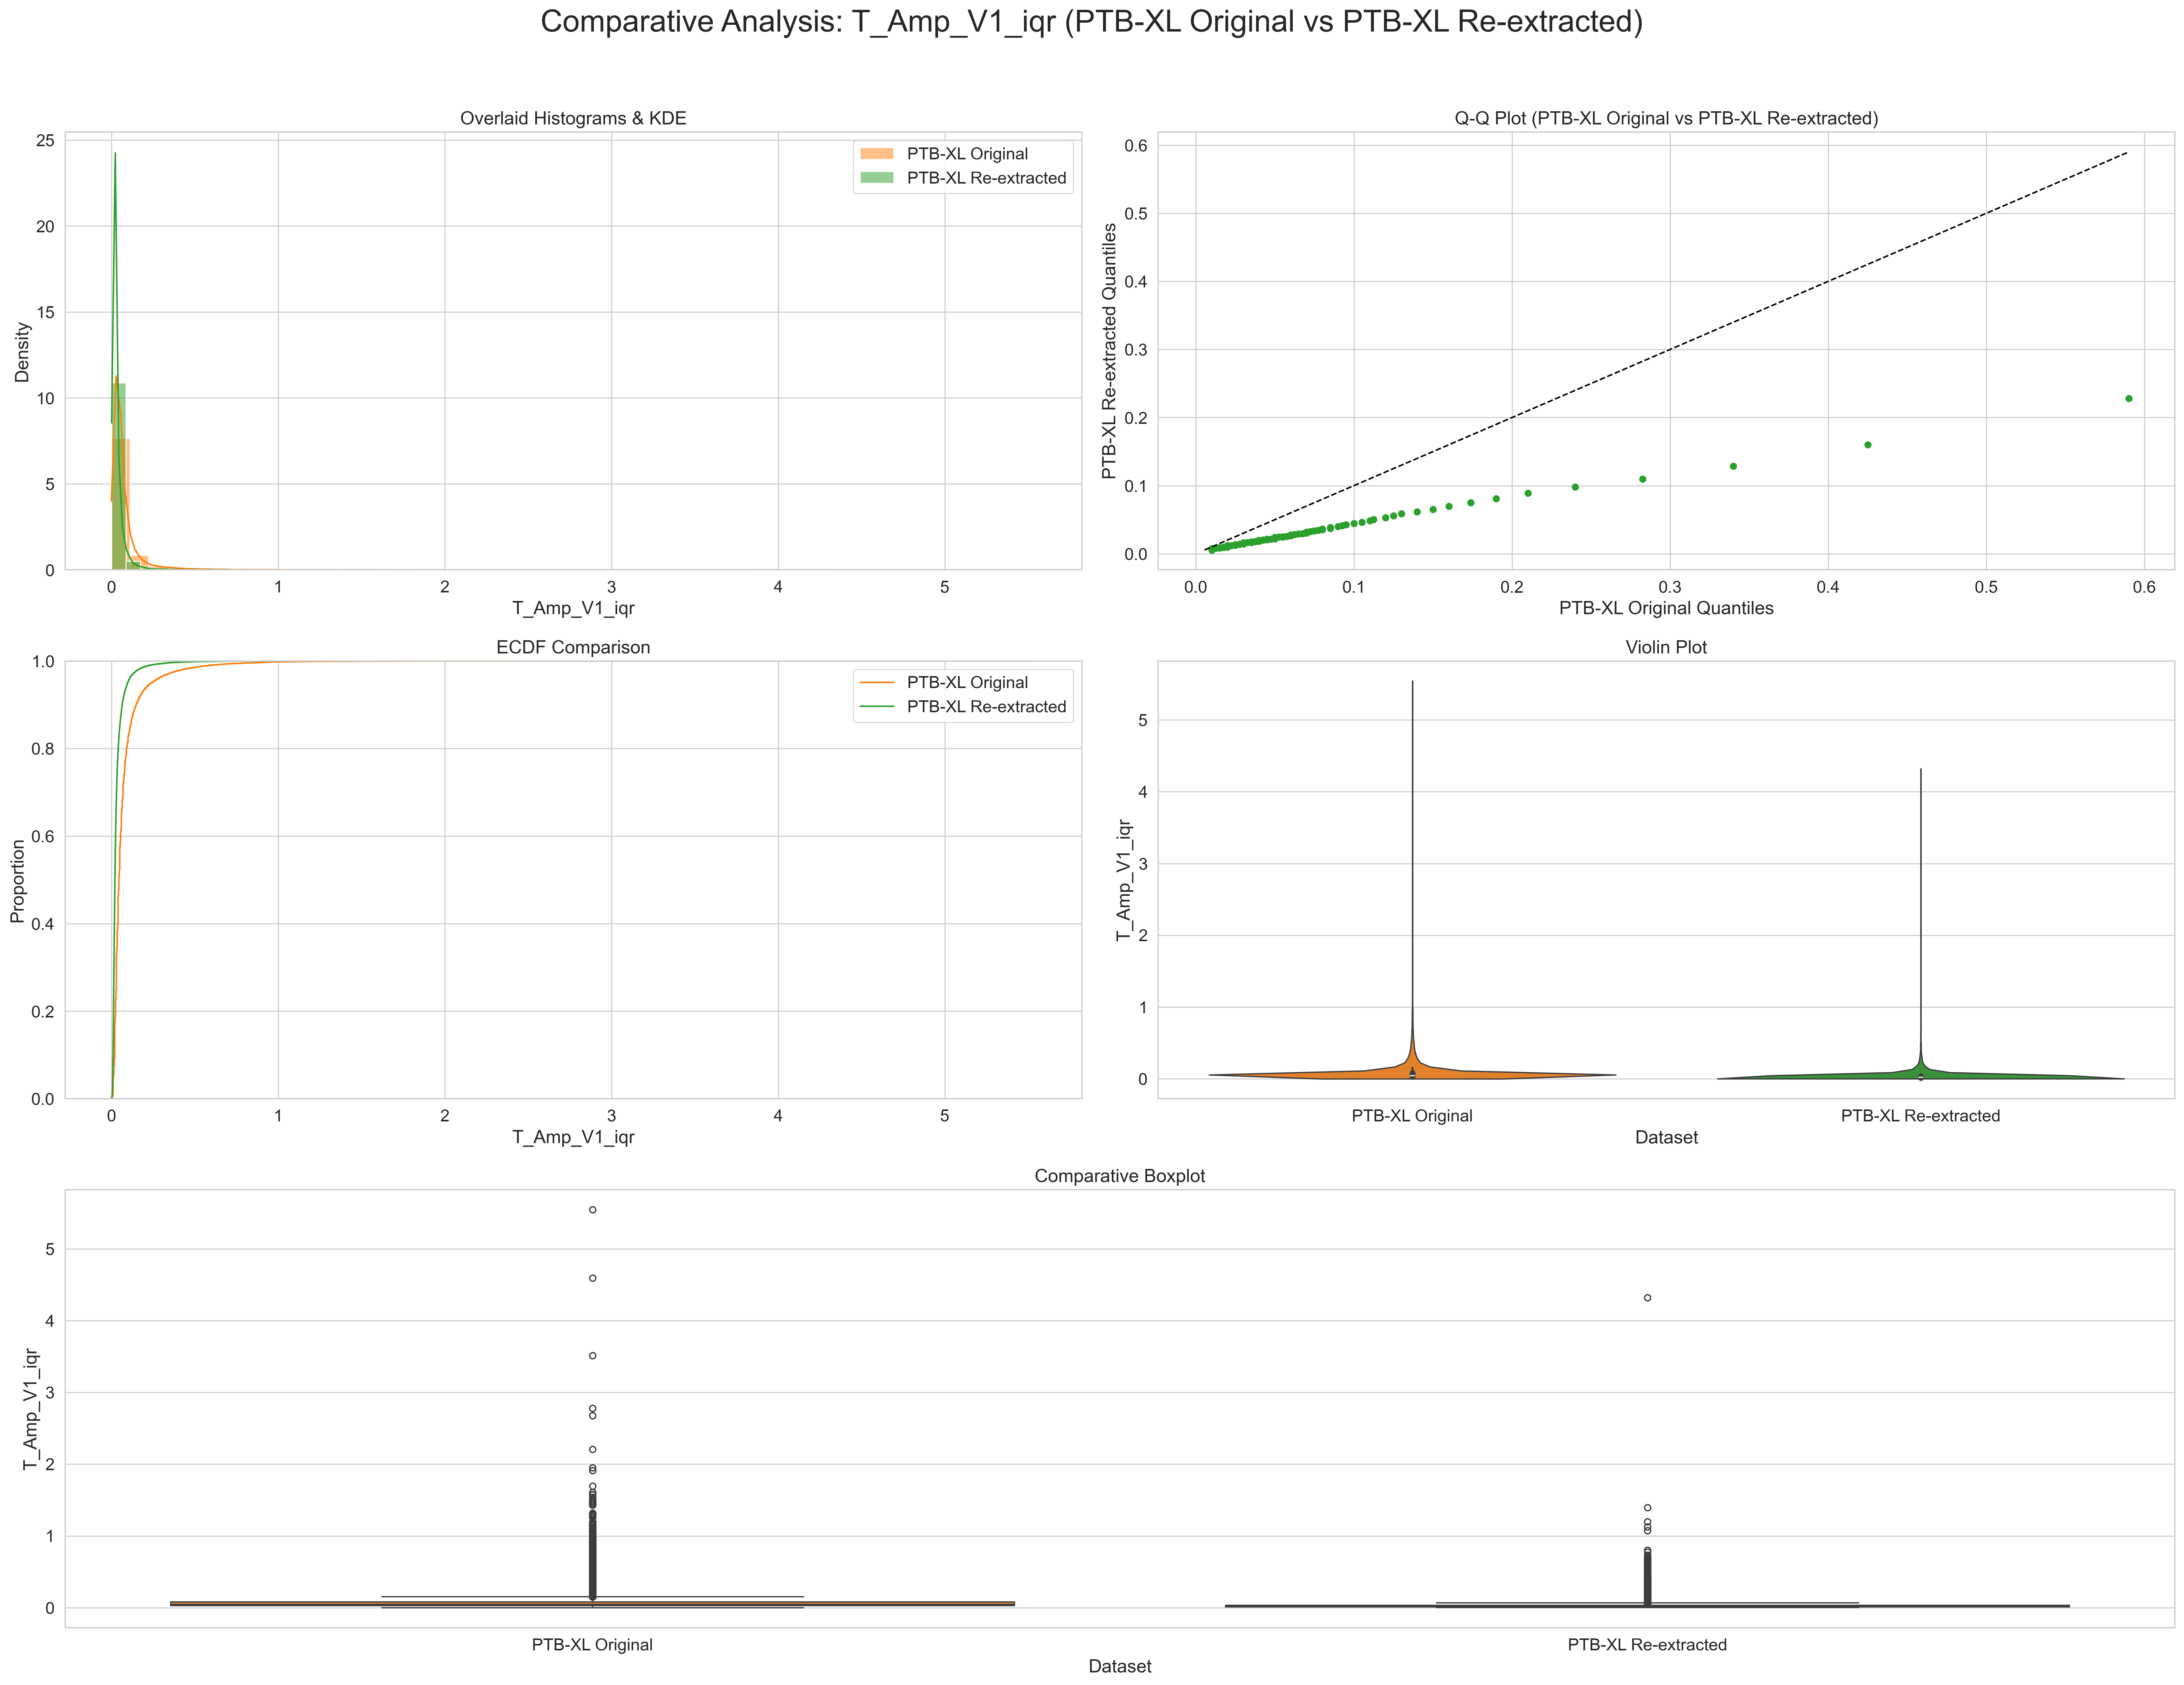 Comparative Analysis: T_Amp_V1_iqr (PTB-XL Original vs PTB-XL Re-extracted)
Overlaid Histograms & KDE
25
20
15
10
5
0
Density
PTB-XL Original
PTB-XL Re-extracted
0 1 2 3 4 5
T_Amp_V1_iqr
Q-Q Plot (PTB-XL Original vs PTB-XL Re-extracted)
0.6
0.5
0.4
0.3
0.2
0.1
0.0
PTB-XL Re-extracted Quantiles
0.0 0.1 0.2 0.3 0.4 0.5 0.6
PTB-XL Original Quantiles
ECDF Comparison
1.0
0.8
0.6
0.4
0.2
0.0
Proportion
PTB-XL Original
PTB-XL Re-extracted
0 1 2 3 4 5
T_Amp_V1_iqr
Violin Plot
5
4
3
2
1
0
T_Amp_V1_iqr
PTB-XL Original PTB-XL Re-extracted
Dataset
Comparative Boxplot
5
4
3
2
1
0
T_Amp_V1_iqr
PTB-XL Original PTB-XL Re-extracted
Dataset